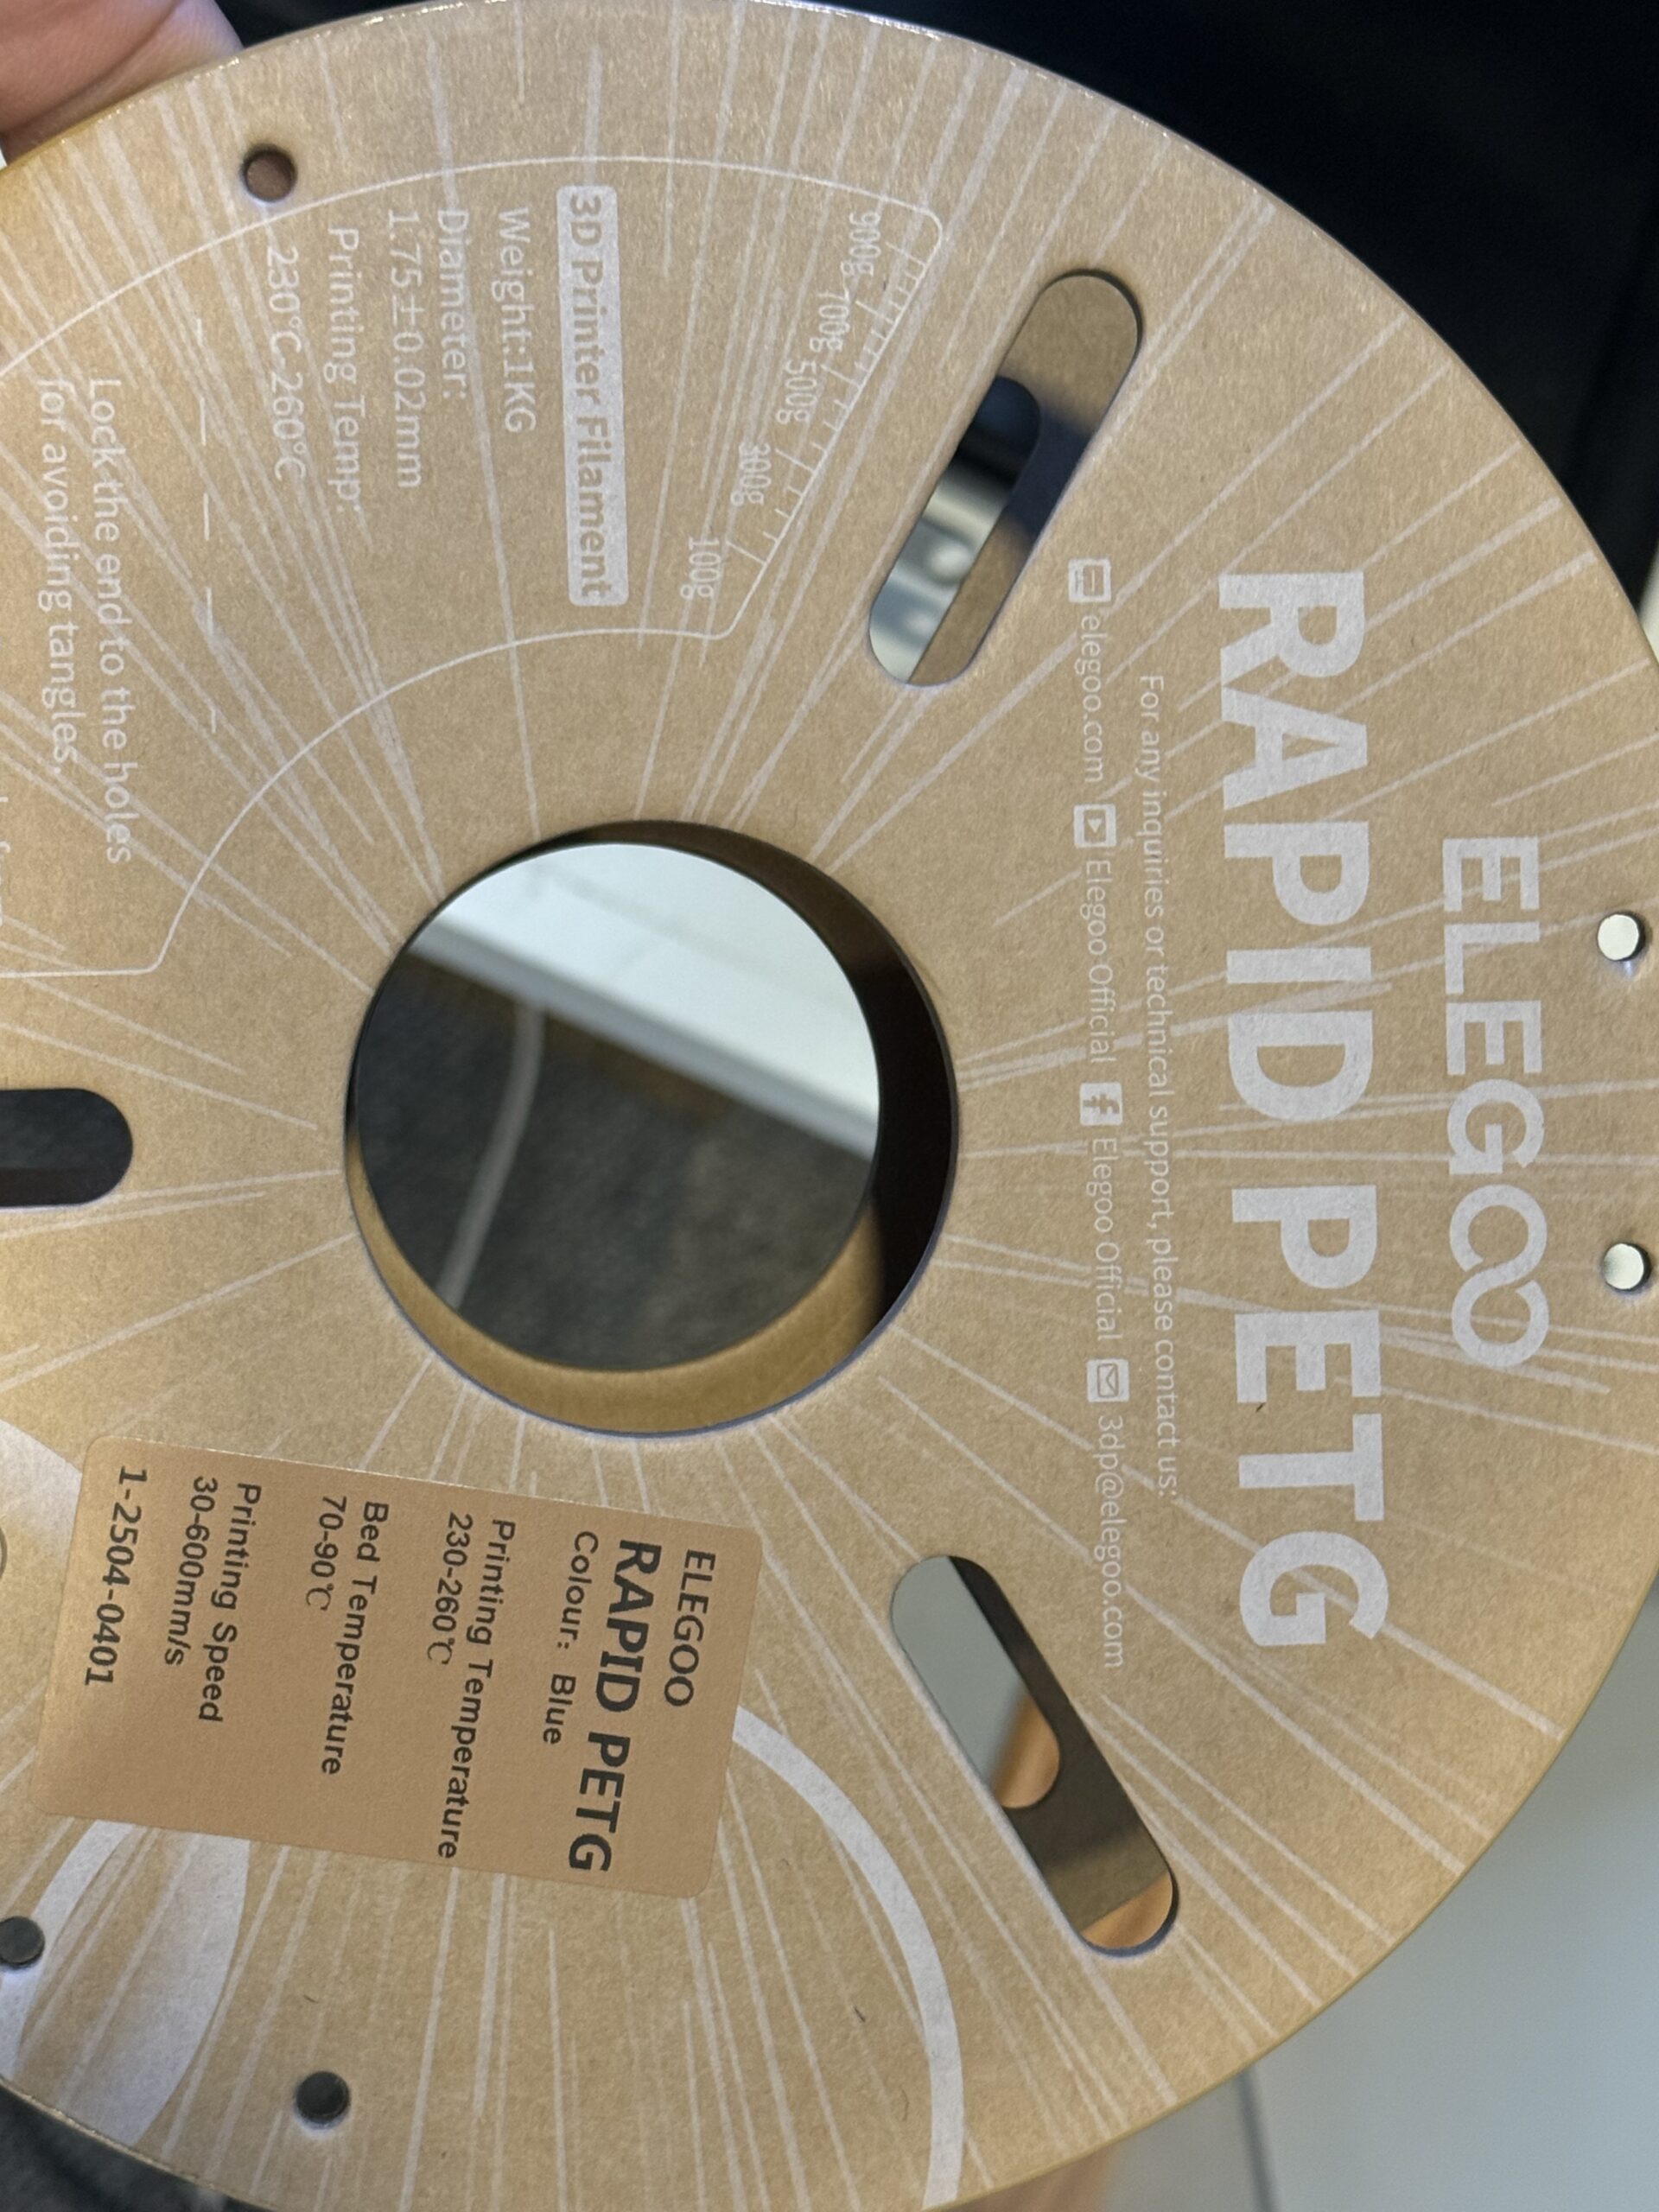 ELEGOO
RAPID PETG
For any inquiries or technical support, please contact us:
elegoo.com Elegoo Official Elegoo Official 3dp@elegoo.com
900g 700g 500g 300g 100g
3D Printer Filament
Weight:1KG
Diameter:
1.75±0.02mm
Printing Temp:
230°C-260°C
Lock the end to the holes
for avoiding tangles.
ELEGOO
RAPID PETG
Colour: Blue
Printing Temperature
230-260℃
Bed Temperature
70-90℃
Printing Speed
30-600mm/s
1-2504-0401